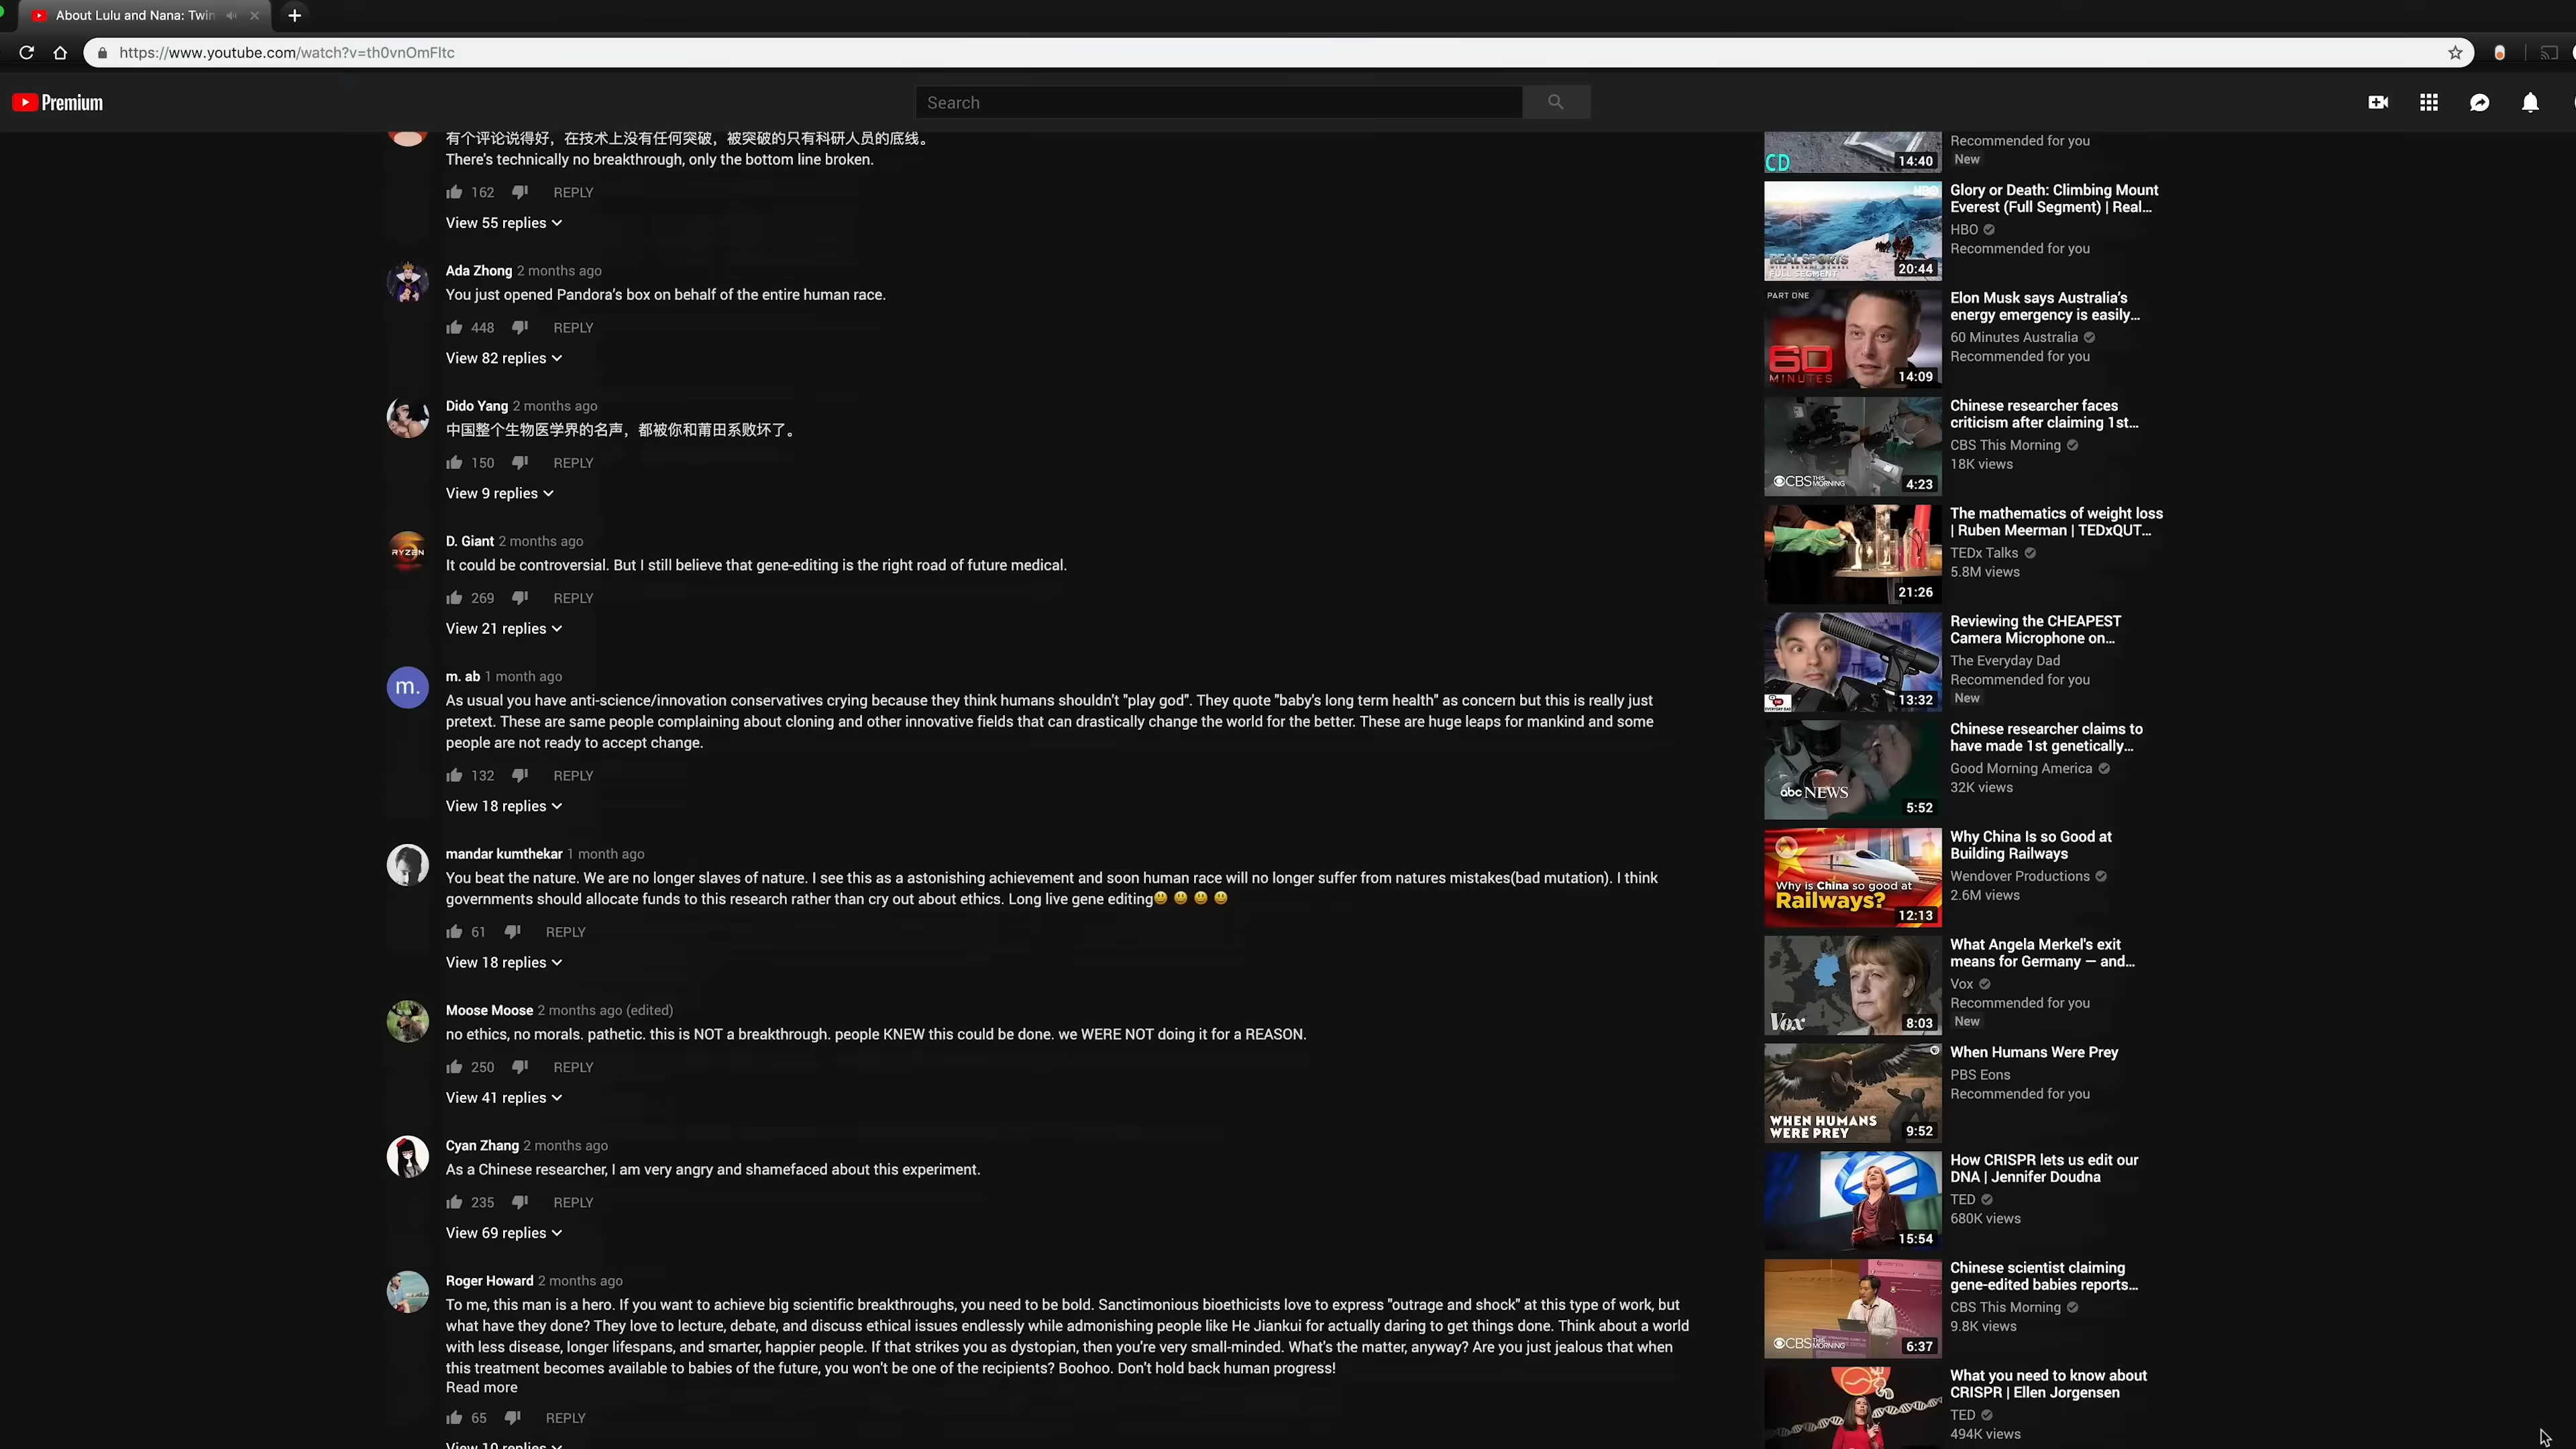 About Lulu and Nana: Twin
https://www.youtube.com/watch?v=th0vnOmFltc
Premium
Search
有个评论说得好，在技术上没有任何突破，被突破的只有科研人员的底线。
There's technically no breakthrough, only the bottom line broken.
162 REPLY
View 55 replies
Ada Zhong 2 months ago
You just opened Pandora's box on behalf of the entire human race.
448 REPLY
View 82 replies
Dido Yang 2 months ago
中国整个生物医学界的名声，都被你和莆田系败坏了。
150 REPLY
View 9 replies
RYZEN
D. Giant 2 months ago
It could be controversial. But I still believe that gene-editing is the right road of future medical.
269 REPLY
View 21 replies
m.
m. ab 1 month ago
As usual you have anti-science/innovation conservatives crying because they think humans shouldn't "play god". They quote "baby's long term health" as concern but this is really just
pretext. These are same people complaining about cloning and other innovative fields that can drastically change the world for the better. These are huge leaps for mankind and some
people are not ready to accept change.
132 REPLY
View 18 replies
mandar kumthekar 1 month ago
You beat the nature. We are no longer slaves of nature. I see this as a astonishing achievement and soon human race will no longer suffer from natures mistakes(bad mutation). I think
governments should allocate funds to this research rather than cry out about ethics. Long live gene editing😃 😃 😃 😃
61 REPLY
View 18 replies
Moose Moose 2 months ago (edited)
no ethics, no morals. pathetic. this is NOT a breakthrough. people KNEW this could be done. we WERE NOT doing it for a REASON.
250 REPLY
View 41 replies
Cyan Zhang 2 months ago
As a Chinese researcher, I am very angry and shamefaced about this experiment.
235 REPLY
View 69 replies
Roger Howard 2 months ago
To me, this man is a hero. If you want to achieve big scientific breakthroughs, you need to be bold. Sanctimonious bioethicists love to express "outrage and shock" at this type of work, but
what have they done? They love to lecture, debate, and discuss ethical issues endlessly while admonishing people like He Jiankui for actually daring to get things done. Think about a world
with less disease, longer lifespans, and smarter, happier people. If that strikes you as dystopian, then you're very small-minded. What's the matter, anyway? Are you just jealous that when
this treatment becomes available to babies of the future, you won't be one of the recipients? Boohoo. Don't hold back human progress!
Read more
65 REPLY
View 10 replies
CD
14:40
Recommended for you
New
HBO
REAL SPORTS
FULL SEGMENT
20:44
Glory or Death: Climbing Mount
Everest (Full Segment) | Real...
HBO
Recommended for you
PART ONE
60
MINUTES
14:09
Elon Musk says Australia's
energy emergency is easily...
60 Minutes Australia
Recommended for you
CBS THIS MORNING
4:23
Chinese researcher faces
criticism after claiming 1st...
CBS This Morning
18K views
21:26
The mathematics of weight loss
| Ruben Meerman | TEDxQUT...
TEDx Talks
5.8M views
13:32
Reviewing the CHEAPEST
Camera Microphone on...
The Everyday Dad
Recommended for you
New
abc NEWS
5:52
Chinese researcher claims to
have made 1st genetically...
Good Morning America
32K views
Why is China so good at
Railways?
12:13
Why China Is so Good at
Building Railways
Wendover Productions
2.6M views
Vox
8:03
What Angela Merkel's exit
means for Germany — and...
Vox
Recommended for you
New
WHEN HUMANS
WERE PREY
9:52
When Humans Were Prey
PBS Eons
Recommended for you
15:54
How CRISPR lets us edit our
DNA | Jennifer Doudna
TED
680K views
CBS THIS MORNING
6:37
Chinese scientist claiming
gene-edited babies reports...
CBS This Morning
9.8K views
What you need to know about
CRISPR | Ellen Jorgensen
TED
494K views